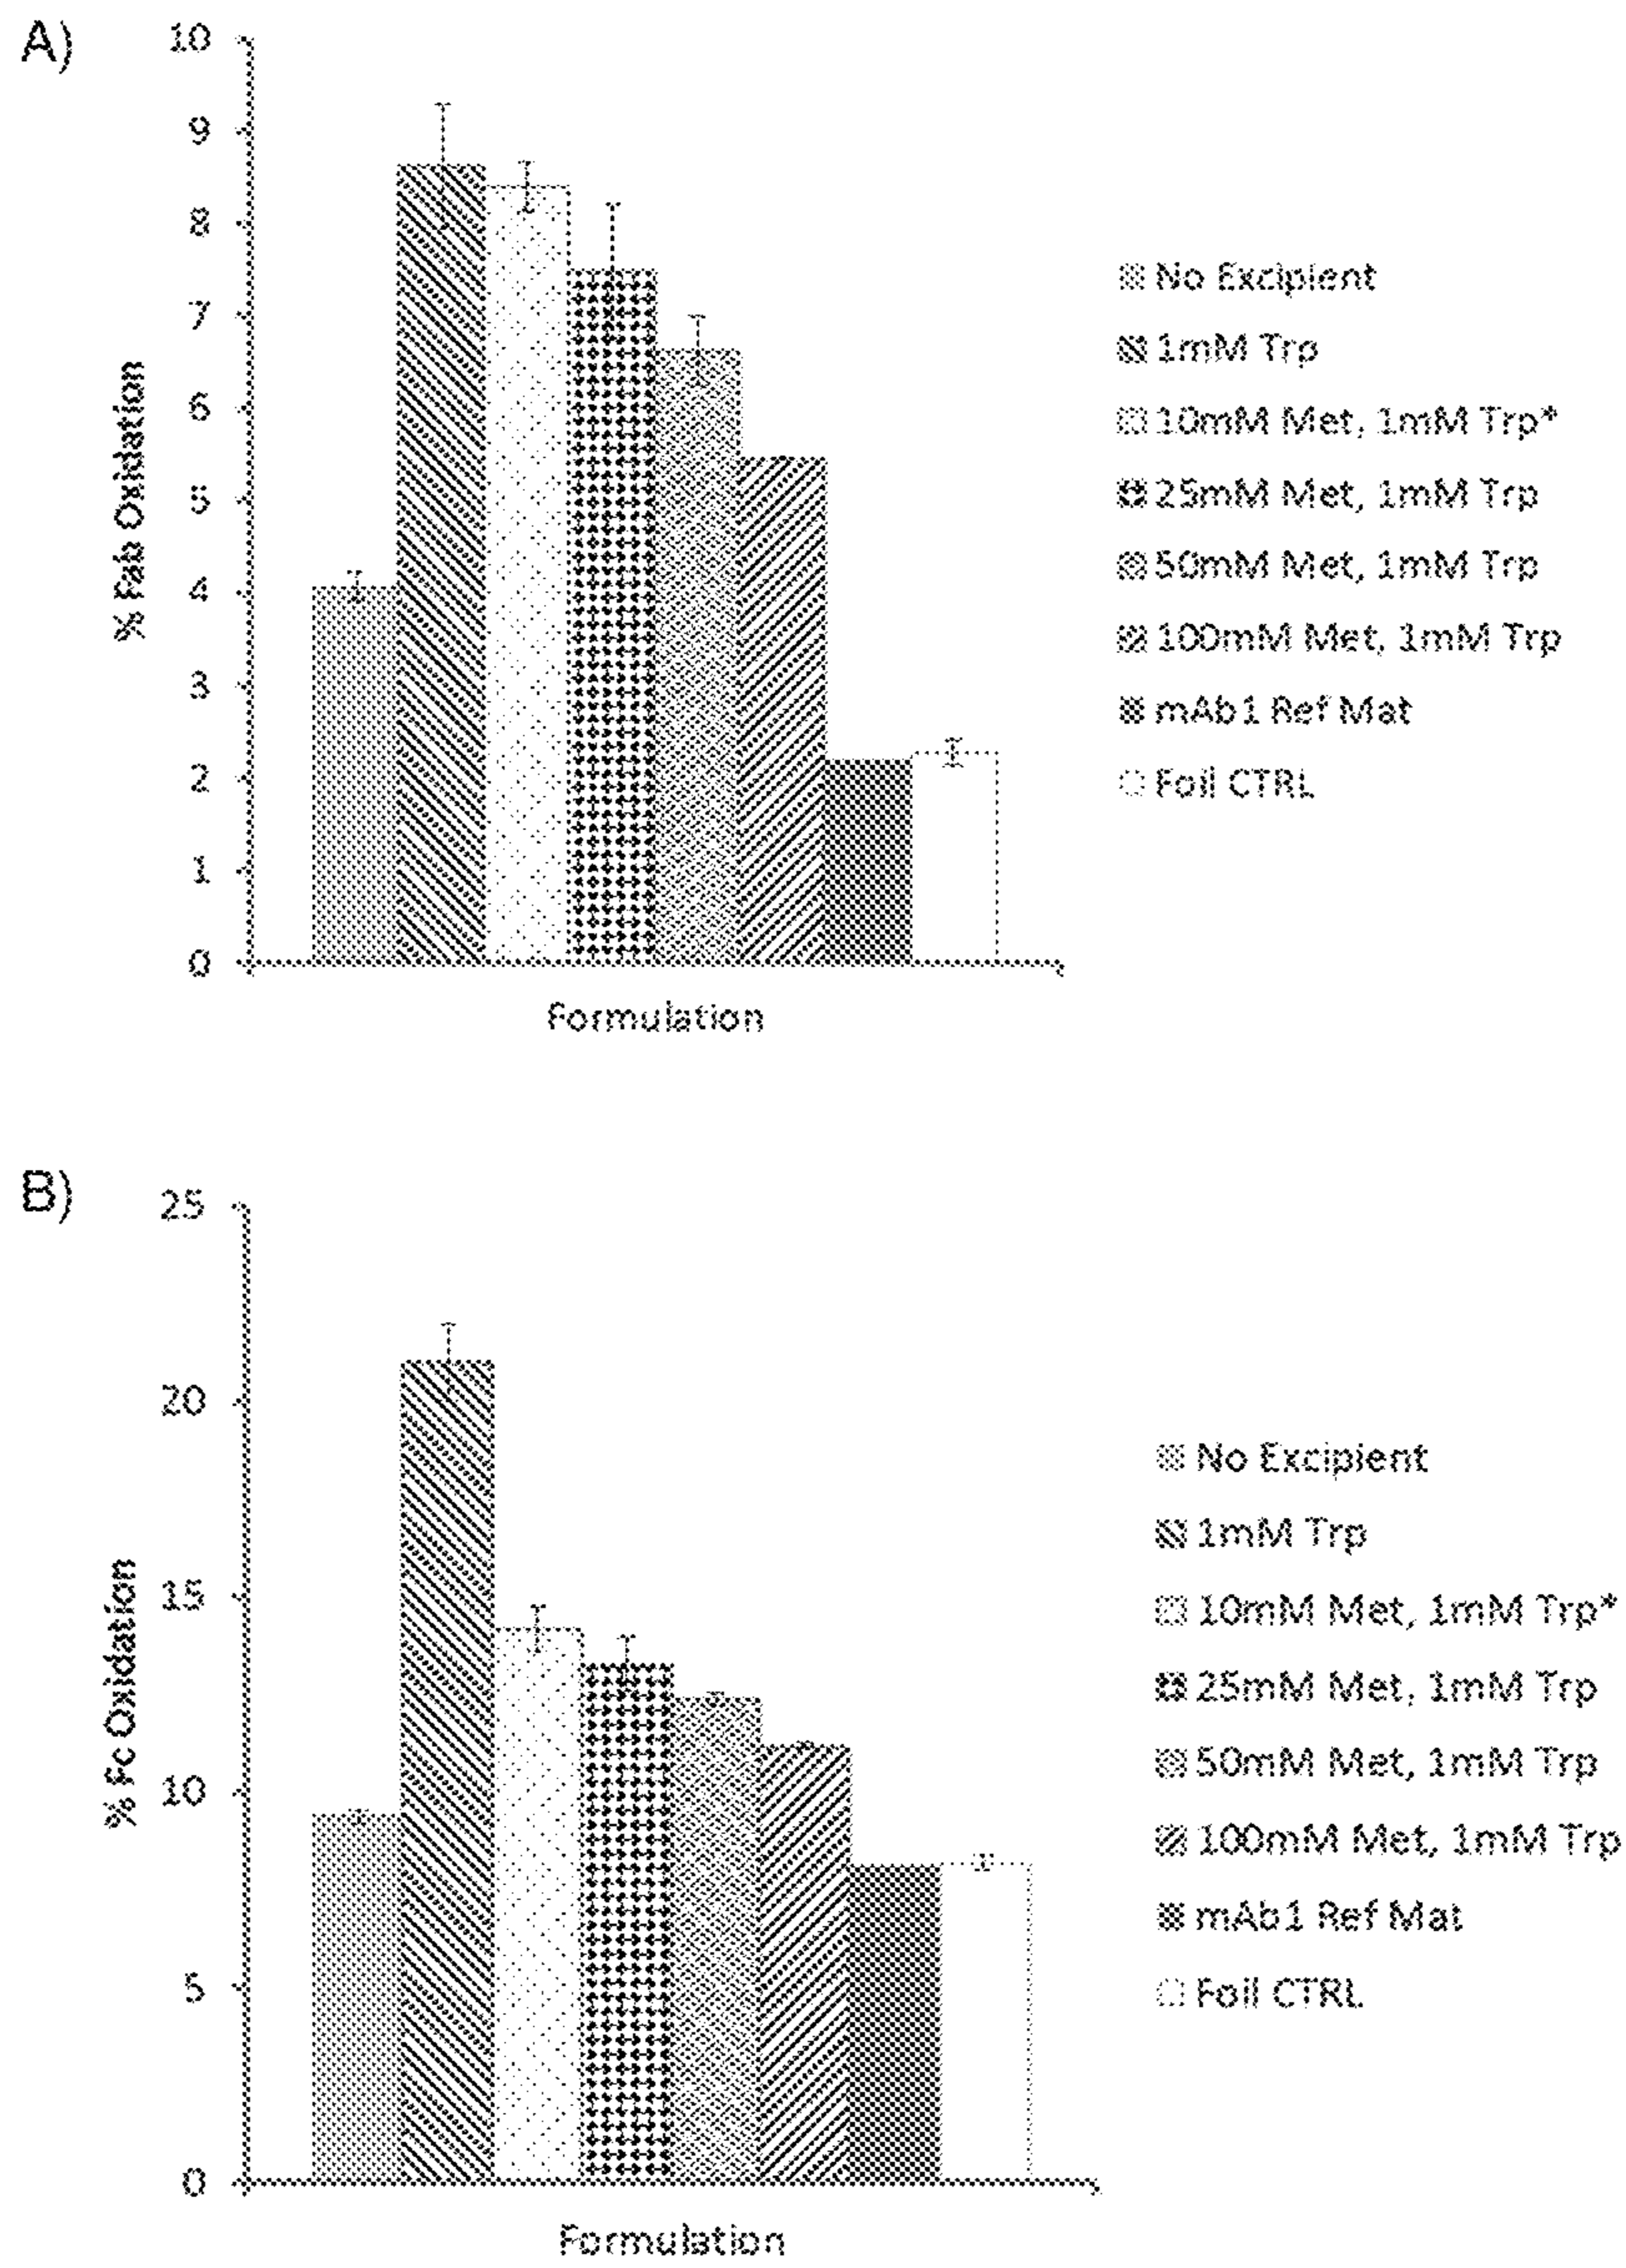 A)
10
9
8
7
6
5
4
3
2
1
0
% Fab Oxidation
Formulation
No Excipient
1mM Trp
10mM Met, 1mM Trp*
25mM Met, 1mM Trp
50mM Met, 1mM Trp
100mM Met, 1mM Trp
mAb1 Ref Mat
Foil CTRL
B)
25
20
15
10
5
0
% Fc Oxidation
Formulation
No Excipient
1mM Trp
10mM Met, 1mM Trp*
25mM Met, 1mM Trp
50mM Met, 1mM Trp
100mM Met, 1mM Trp
mAb1 Ref Mat
Foil CTRL